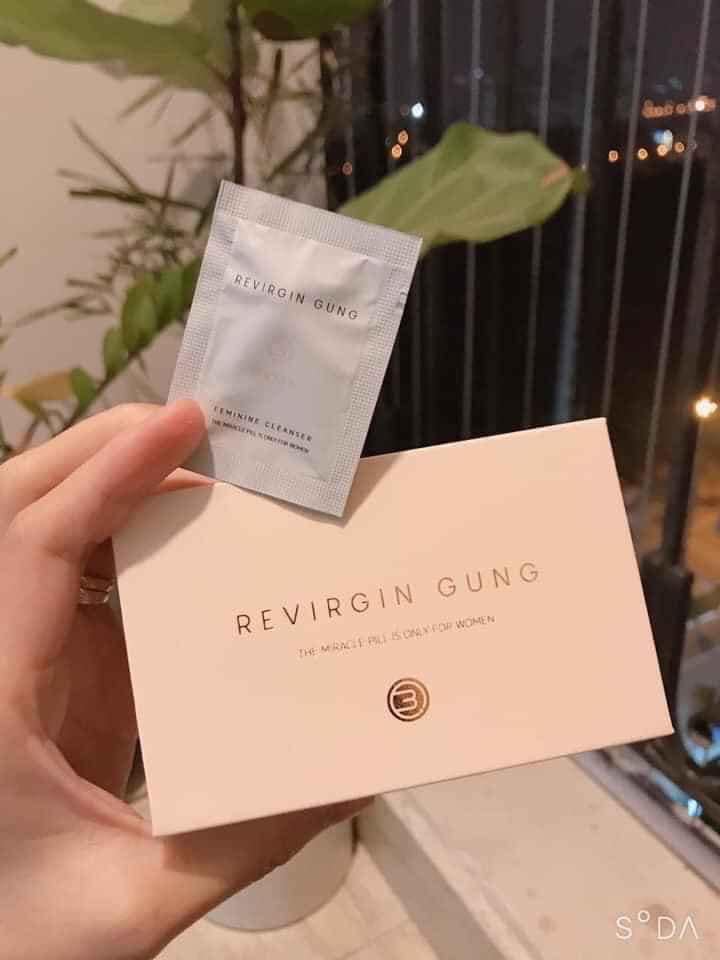 REVIRGIN GUNG
FEMININE CLEANSER
THE MIRACLE PILL IS ONLY FOR WOMEN
REVIRGIN GUNG
THE MIRACLE PILL IS ONLY FOR WOMEN
B
SODA